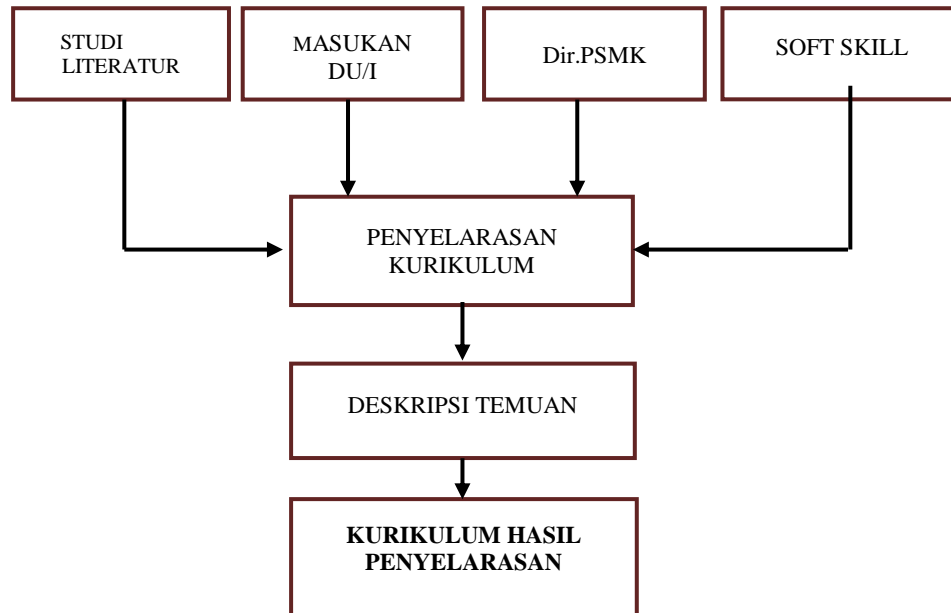 STUDI
LITERATUR
MASUKAN
DU/I
Dir.PSMK
SOFT SKILL
PENYELARASAN
KURIKULUM
DESKRIPSI TEMUAN
KURIKULUM HASIL
PENYELARASAN